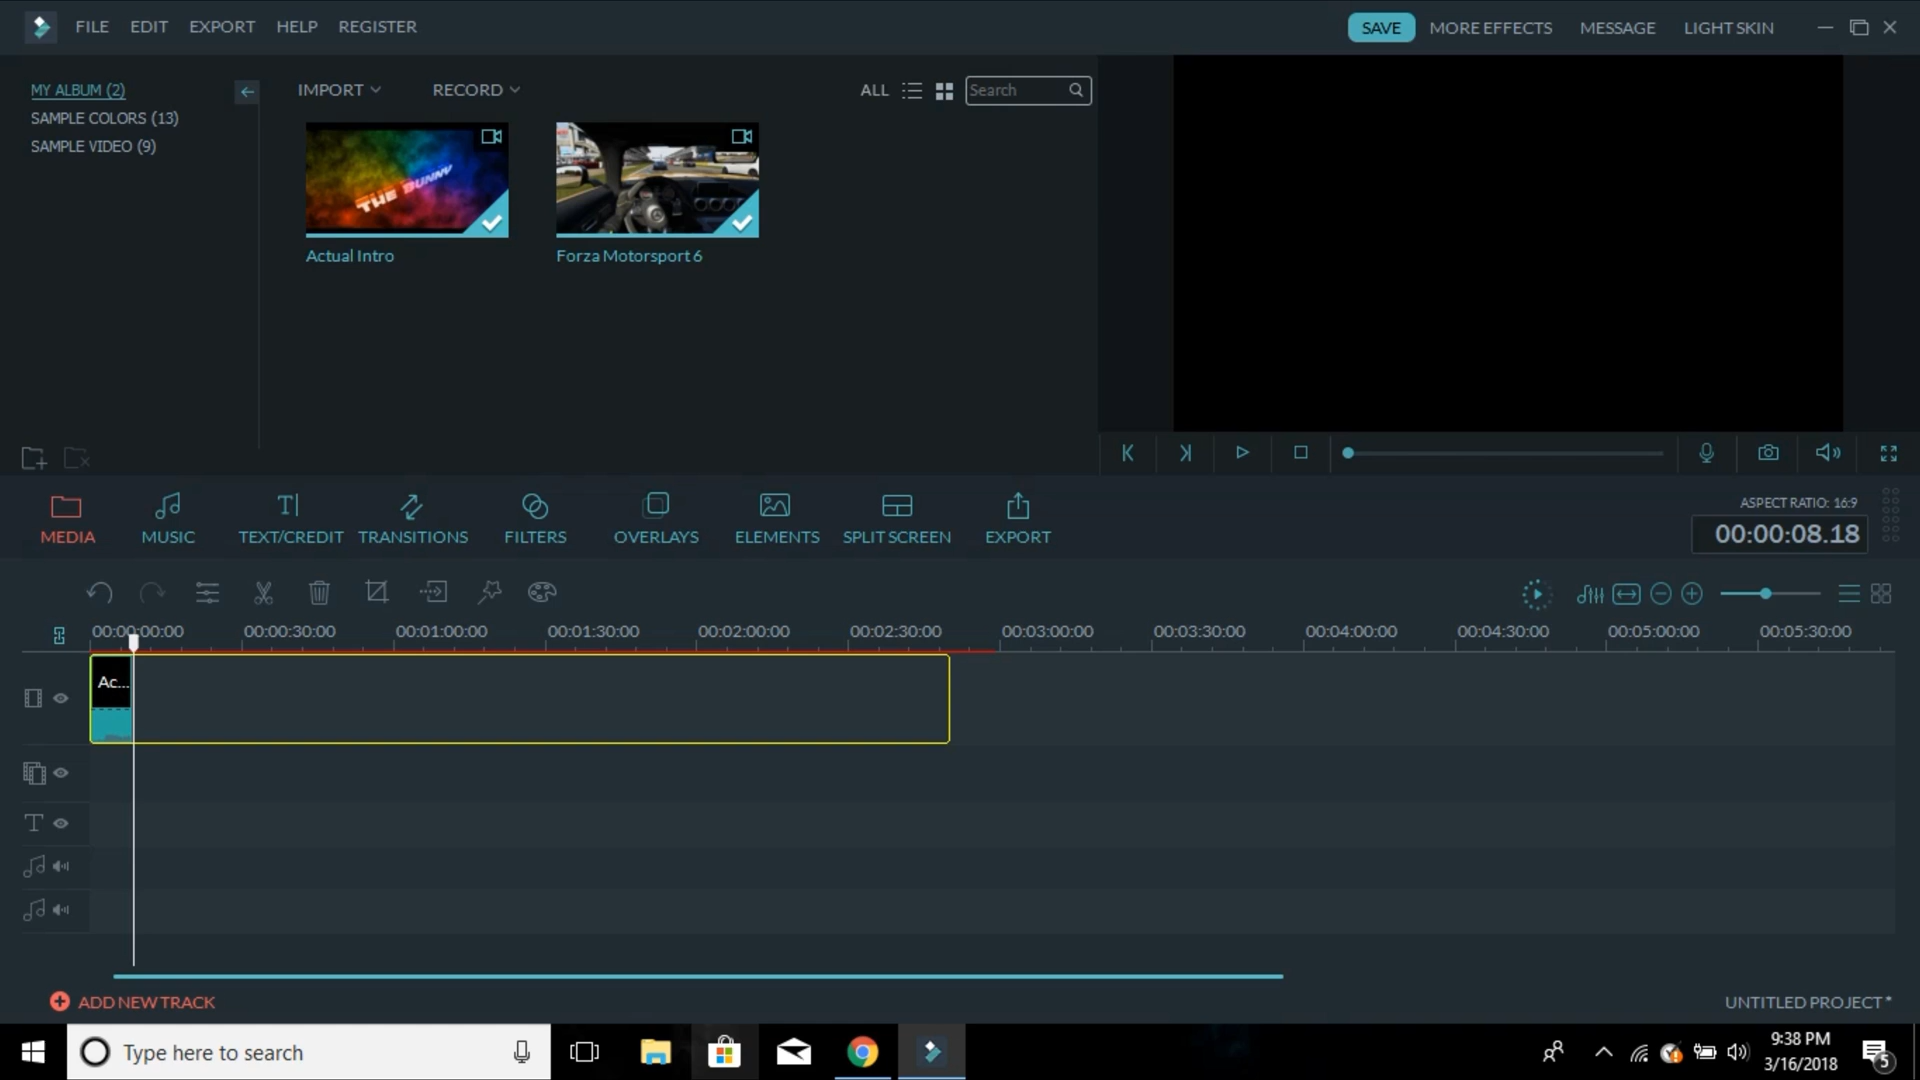 FILE EDIT EXPORT HELP REGISTER
SAVE MORE EFFECTS MESSAGE LIGHT SKIN
MY ALBUM (2)
SAMPLE COLORS (13)
SAMPLE VIDEO (9)
IMPORT RECORD ALL Search
THE BUNNY
Actual Intro Forza Motorsport 6
MEDIA MUSIC TEXT/CREDIT TRANSITIONS FILTERS OVERLAYS ELEMENTS SPLIT SCREEN EXPORT
ASPECT RATIO: 16:9
00:00:08.18
00:00:00:00 00:00:30:00 00:01:00:00 00:01:30:00 00:02:00:00 00:02:30:00 00:03:00:00 00:03:30:00 00:04:00:00 00:04:30:00 00:05:00:00 00:05:30:00
Ac...
ADD NEW TRACK
UNTITLED PROJECT *
Type here to search
9:38 PM
3/16/2018
5